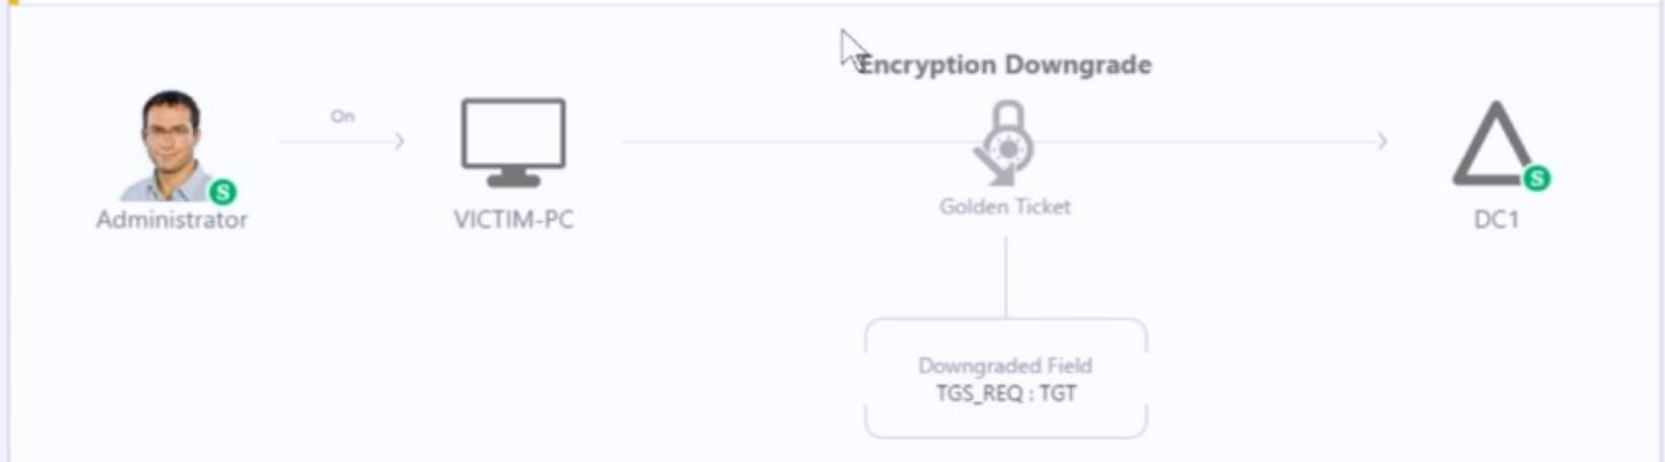 Encryption Downgrade
On
S
S
Administrator
VICTIM-PC
Golden Ticket
DC1
Downgraded Field
TGS_REQ : TGT